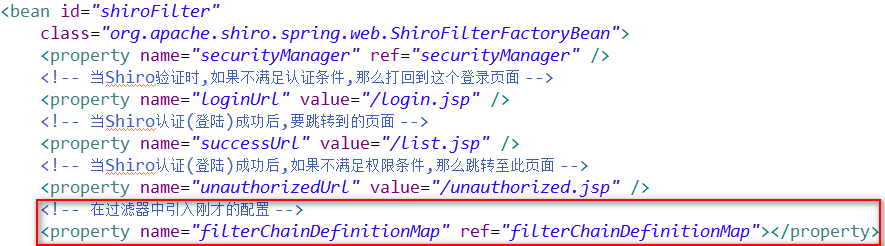 <bean id="shiroFilter"
class="org.apache.shiro.spring.web.ShiroFilterFactoryBean">
<property name="securityManager" ref="securityManager" />
<!-- 当Shiro验证时,如果不满足认证条件,那么打回到这个登录页面 -->
<property name="loginUrl" value="/login.jsp" />
<!-- 当Shiro认证(登陆)成功后,要跳转到的页面 -->
<property name="successUrl" value="/list.jsp" />
<!-- 当Shiro认证(登陆)成功后,如果不满足权限条件,那么跳转至此页面 -->
<property name="unauthorizedUrl" value="/unauthorized.jsp" />
<!-- 在过滤器中引入刚才的配置 -->
<property name="filterChainDefinitionMap" ref="filterChainDefinitionMap"></property>